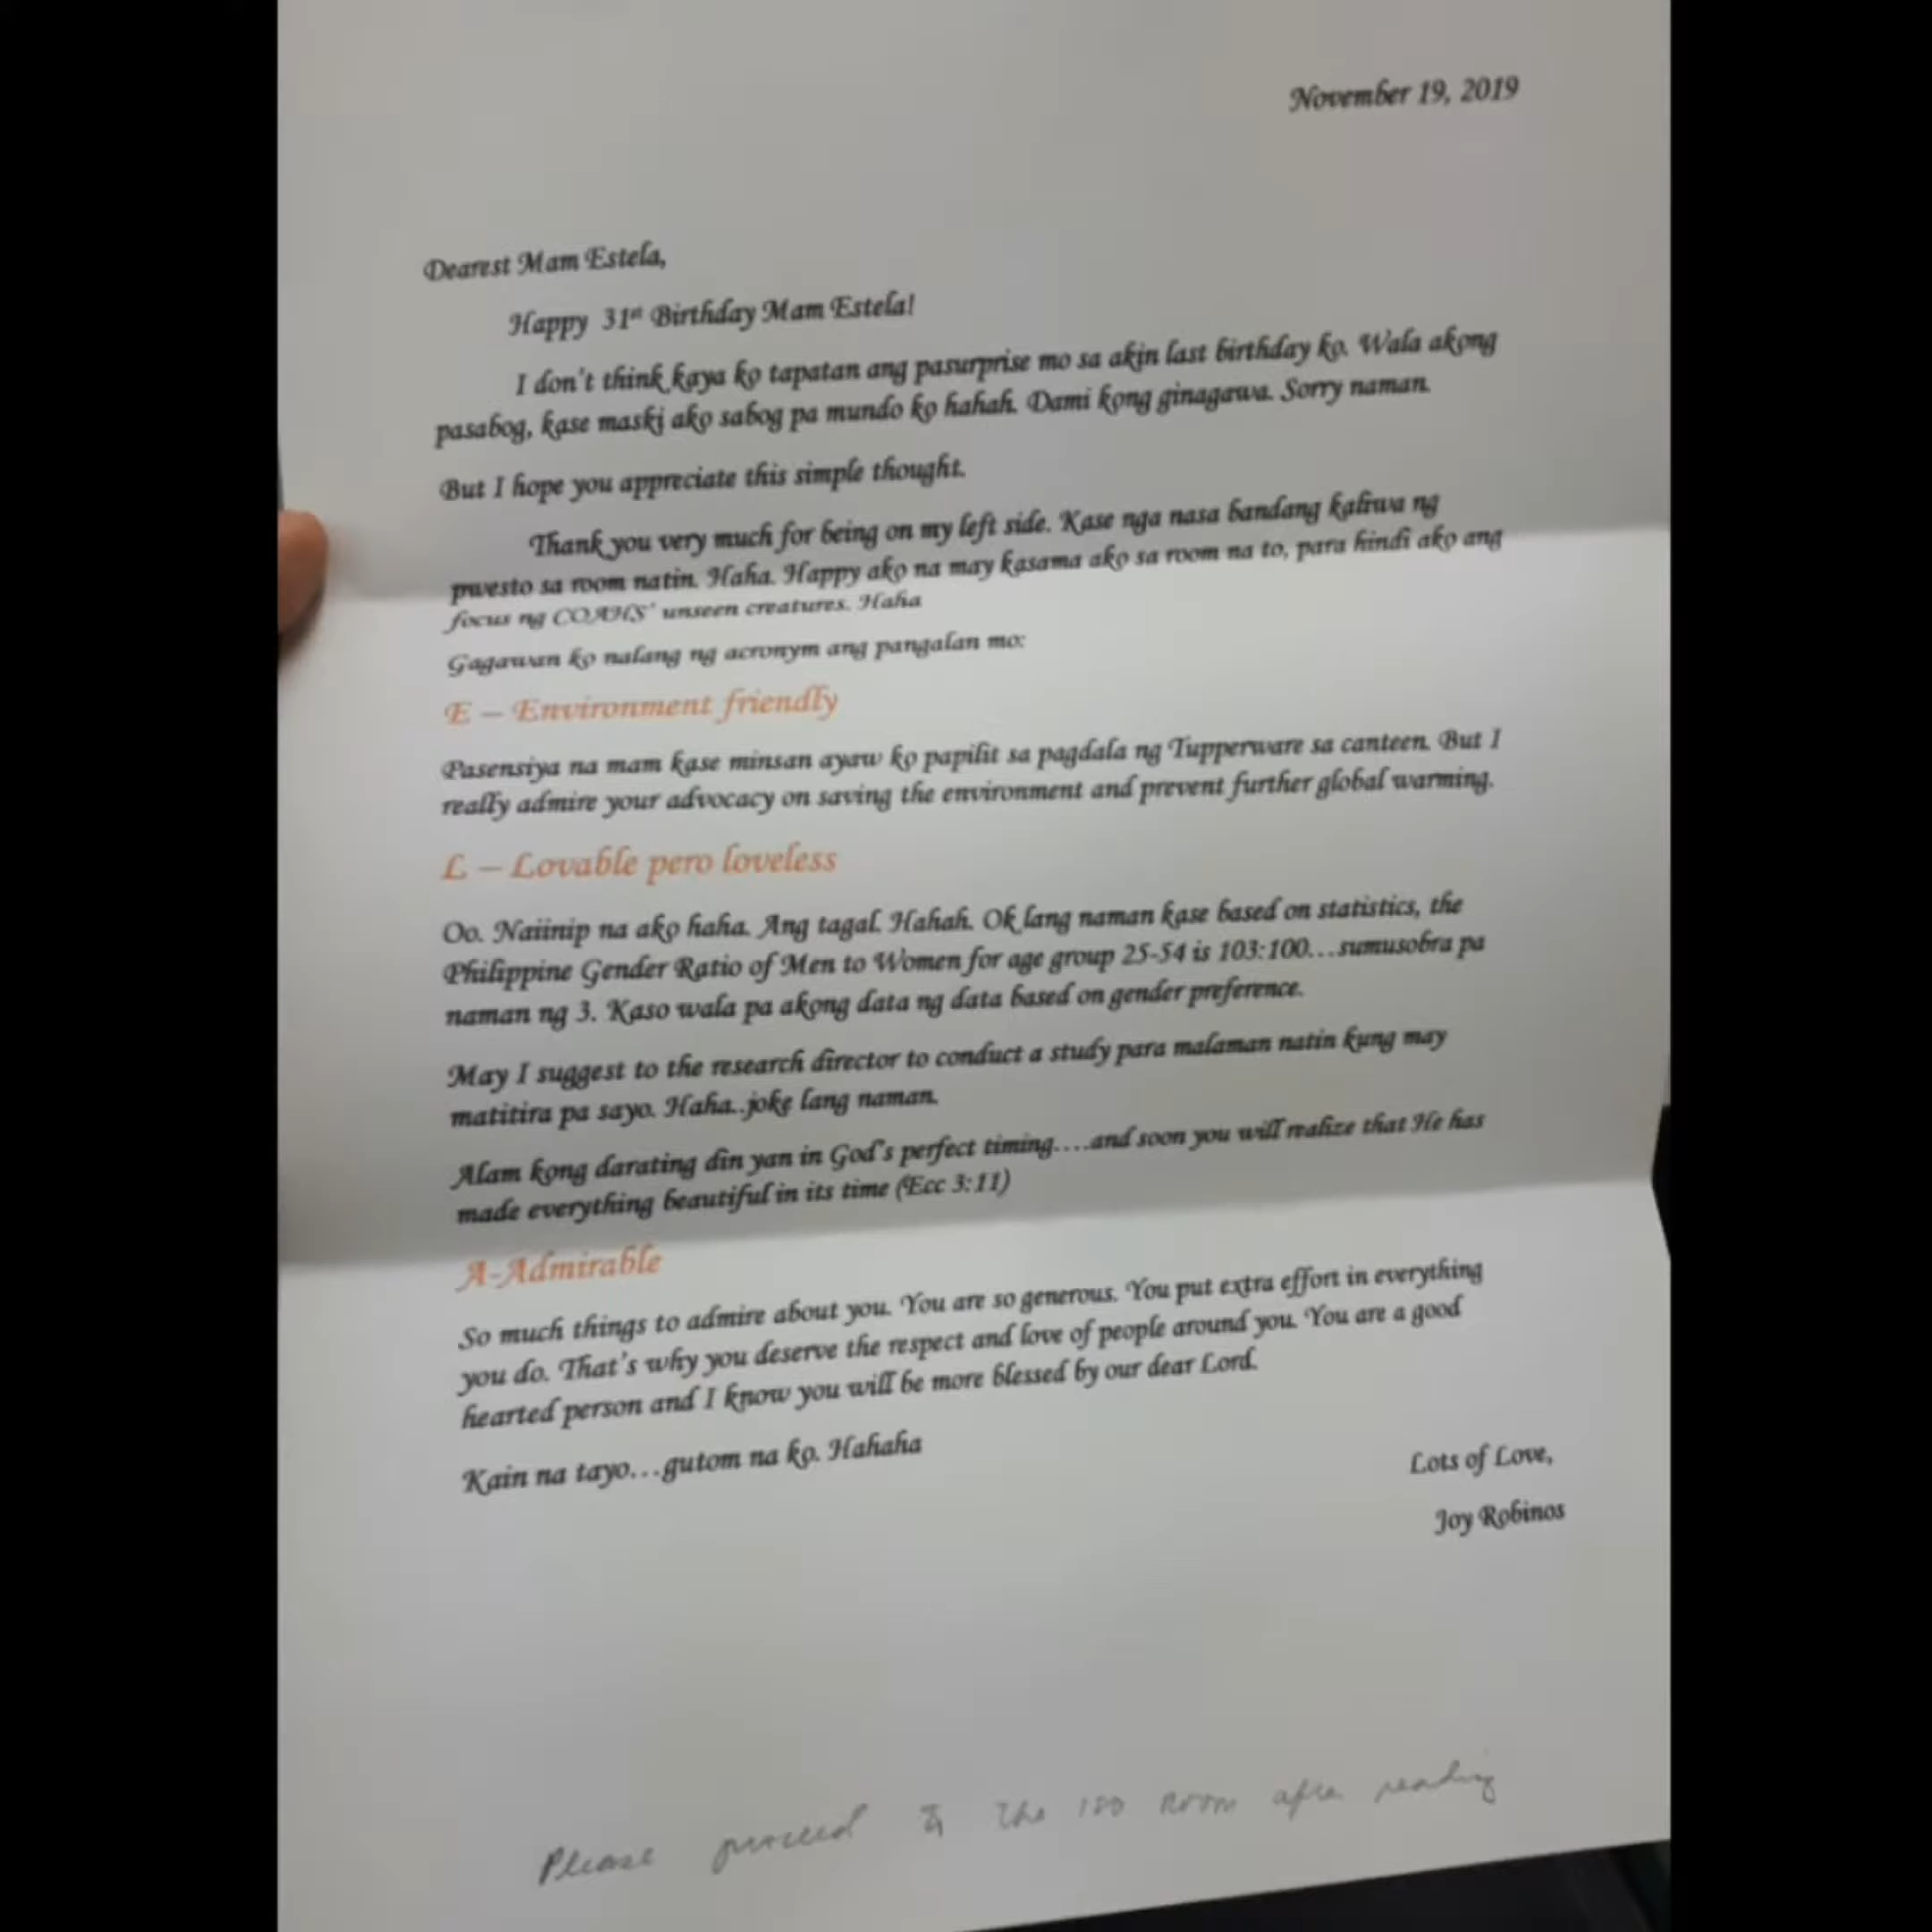 November 19, 2019
Dearest Mam Estela,
Happy 31st Birthday Mam Estela!
I don't think kaya ko tapatan ang pasurprise mo sa akin last birthday ko. Wala akong
pasabog, kase maski ako sabog pa mundo ko hahah. Dami kong ginagawa. Sorry naman.
But I hope you appreciate this simple thought.
Thank you very much for being on my left side. Kase nga nasa bandang kaliwa ng
pwesto sa room natin. Haha. Happy ako na may kasama ako sa room na to, para hindi ako ang
focus ng COAHS' unseen creatures. Haha
Gagawan ko nalang ng acronym ang pangalan mo:
E – Environment friendly
Pasensiya na mam kase minsan ayaw ko papilit sa pagdala ng Tupperware sa canteen. But I
really admire your advocacy on saving the environment and prevent further global warming.
L – Lovable pero loveless
Oo. Naiinip na ako haha. Ang tagal. Hahah. Ok lang naman kase based on statistics, the
Philippine Gender Ratio of Men to Women for age group 25-54 is 103:100…sumusobra pa
naman ng 3. Kaso wala pa akong data ng data based on gender preference.
May I suggest to the research director to conduct a study para malaman natin kung may
matitira pa sayo. Haha..joke lang naman.
Alam kong darating din yan in God's perfect timing….and soon you will realize that He has
made everything beautiful in its time (Ecc 3:11)
A-Admirable
So much things to admire about you. You are so generous. You put extra effort in everything
you do. That's why you deserve the respect and love of people around you. You are a good
hearted person and I know you will be more blessed by our dear Lord.
Kain na tayo…gutom na ko. Hahaha
Lots of Love,
Joy Robinos
Please proceed to the ISO Room after reading